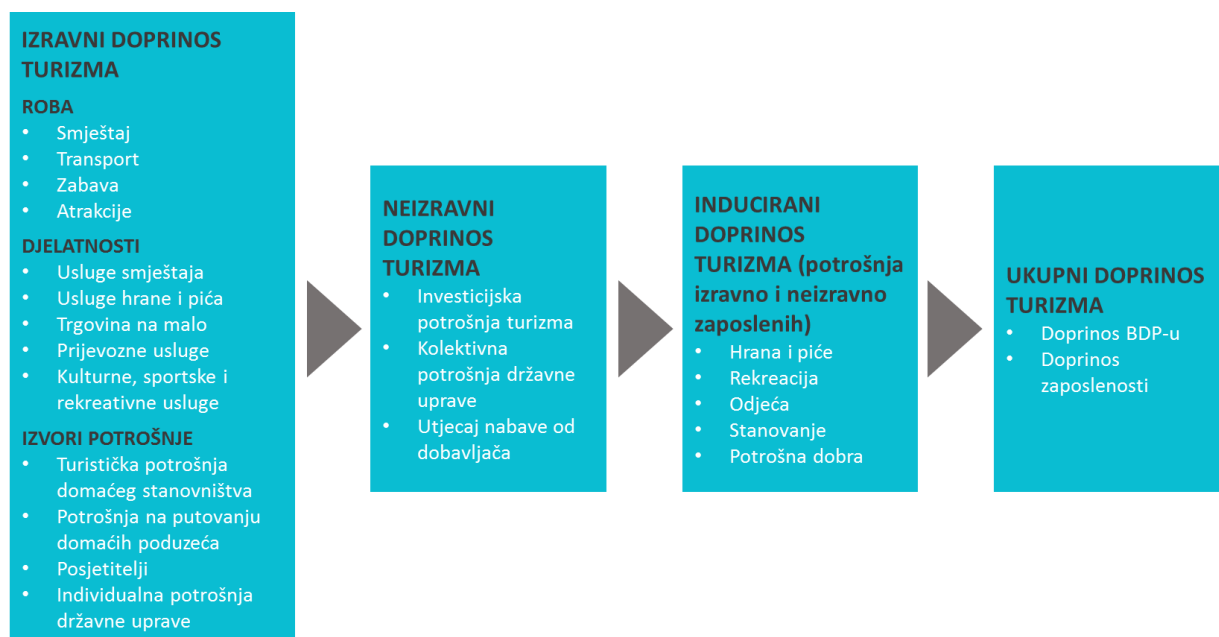 IZRAVNI DOPRINOS
TURIZMA
ROBA
• Smještaj
• Transport
• Zabava
• Atrakcije
DJELATNOSTI
• Usluge smještaja
• Usluge hrane i pića
• Trgovina na malo
• Prijevozne usluge
• Kulturne, sportske i
rekreativne usluge
IZVORI POTROŠNJE
• Turistička potrošnja
domaćeg stanovništva
• Potrošnja na putovanju
domaćih poduzeća
• Posjetitelji
• Individualna potrošnja
državne uprave
NEIZRAVNI
DOPRINOS
TURIZMA
• Investicijska
potrošnja turizma
• Kolektivna
potrošnja državne
uprave
• Utjecaj nabave od
dobavljača
INDUCIRANI
DOPRINOS
TURIZMA (potrošnja
izravno i neizravno
zaposlenih)
• Hrana i piće
• Rekreacija
• Odjeća
• Stanovanje
• Potrošna dobra
UKUPNI DOPRINOS
TURIZMA
• Doprinos BDP-u
• Doprinos
zaposlenosti